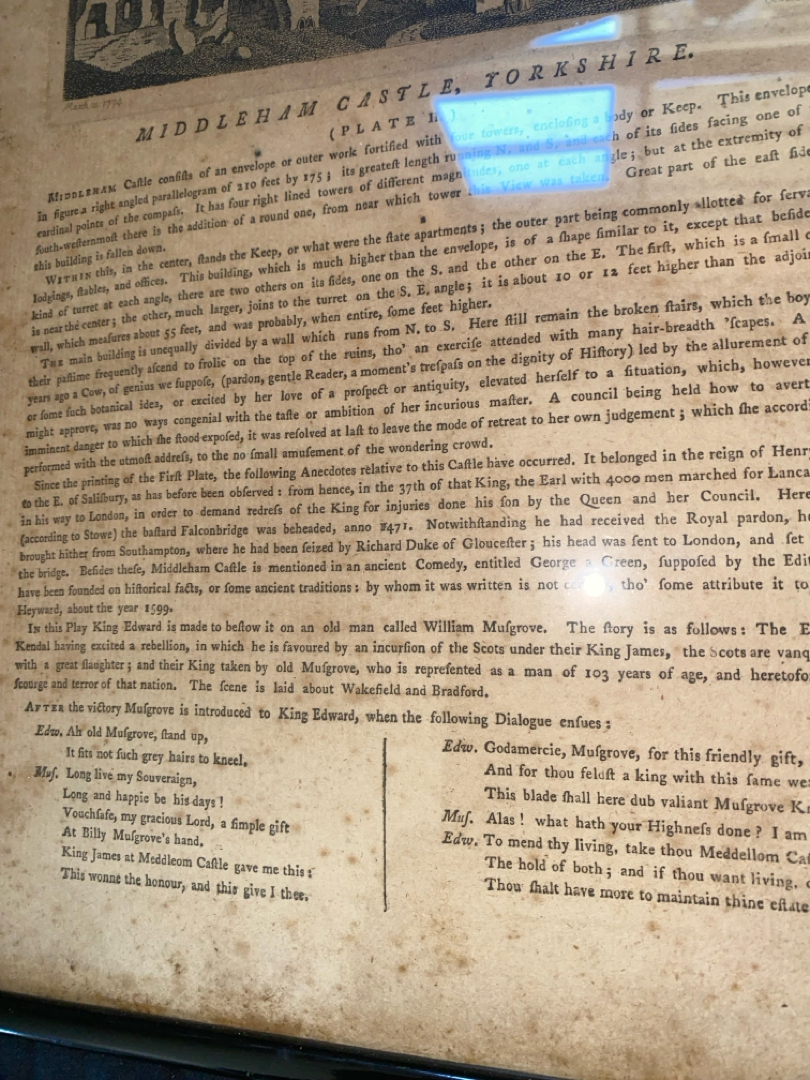 March 1774
MIDDLEHAM CASTLE, YORKSHIRE.
(PLATE II.)
MIDDLEHAM Caſtle conſiſts of an envelope or outer work fortified with four towers, encloſing a body or Keep. This envelope
In figure a right angled parallelogram of 210 feet by 175; its greateſt length running N. and S. and each of its ſides facing one of
cardinal points of the compaſs. It has four right lined towers of different magnitudes, one at each angle; but at the extremity of
ſouth-weſternmoſt there is the addition of a round one, from near which tower this View was taken. Great part of the eaſt ſide
this building is fallen down.
WITHIN this, in the center, ſtands the Keep, or what were the ſtate apartments; the outer part being commonly allotted for
lodgings, ſtables, and offices. This building, which is much higher than the envelope, is of a ſhape ſimilar to it, except that beſide
kind of turret at each angle, there are two others on its ſides, one on the S. and the other on the E. The firſt, which is a ſmall
is near the center; the other, much larger, joins to the turret on the S. E. angle; it is about 10 or 12 feet higher than the
wall, which meaſures about 55 feet, and was probably, when entire, ſome feet higher.
THE main building is unequally divided by a wall which runs from N. to S. Here ſtill remain the broken ſtairs, which the boy
their paſtime frequently aſcend to frolic on the top of the ruins, tho' an exerciſe attended with many hair-breadth 'ſcapes. A
years ago a Cow, of genius we ſuppoſe, (pardon, gentle Reader, a moment's treſpaſs on the dignity of Hiſtory) led by the allurement of
or ſome ſuch botanical idea, or excited by her love of a proſpect or antiquity, elevated herſelf to a ſituation, which, however
might approve, was no ways congenial with the taſte or ambition of her incurious maſter. A council being held how to avert
imminent danger to which ſhe ſtood expoſed, it was reſolved at laſt to leave the mode of retreat to her own judgement; which ſhe
performed with the utmoſt addreſs, to the no ſmall amuſement of the wondering crowd.
Since the printing of the Firſt Plate, the following Anecdotes relative to this Caſtle have occurred. It belonged in the reign of Henry
to the E. of Saliſbury, as has before been obſerved: from hence, in the 37th of that King, the Earl with 4000 men marched for
in his way to London, in order to demand redreſs of the King for injuries done his ſon by the Queen and her Council. Here
(according to Stowe) the baſtard Falconbridge was beheaded, anno 1471. Notwithſtanding he had received the Royal pardon,
brought hither from Southampton, where he had been ſeized by Richard Duke of Glouceſter; his head was ſent to London, and ſet
the bridge. Beſides theſe, Middleham Caſtle is mentioned in an ancient Comedy, entitled George a Green, ſuppoſed by the
have been founded on hiſtorical facts, or ſome ancient traditions: by whom it was written is not tho' ſome attribute it to
Heyward, about the year 1599.
IN this Play King Edward is made to beſtow it on an old man called William Muſgrove. The ſtory is as follows: The E
Kendal having excited a rebellion, in which he is favoured by an incurſion of the Scots under their King James, the Scots are
with a great ſlaughter; and their King taken by old Muſgrove, who is repreſented as a man of 103 years of age, and
ſcourge and terror of that nation. The ſcene is laid about Wakefield and Bradford.
AFTER the victory Muſgrove is introduced to King Edward, when the following Dialogue enſues:
Edw. Ah old Muſgrove, ſtand up,
It fits not ſuch grey hairs to kneel.
Muſ. Long live my Souveraign,
Long and happie be his days!
Vouchſafe, my gracious Lord, a ſimple gift
At Billy Muſgrove's hand.
King James at Meddleom Caſtle gave me this:
This wonne the honour, and this give I thee.
Edw. Godamercie, Muſgrove, for this friendly gift,
And for thou feldſt a king with this ſame
This blade ſhall here dub valiant Muſgrove
Muſ. Alas! what hath your Highneſs done? I am
Edw. To mend thy living, take thou Meddellom
The hold of both; and if thou want living,
Thou ſhalt have more to maintain thine eſtate